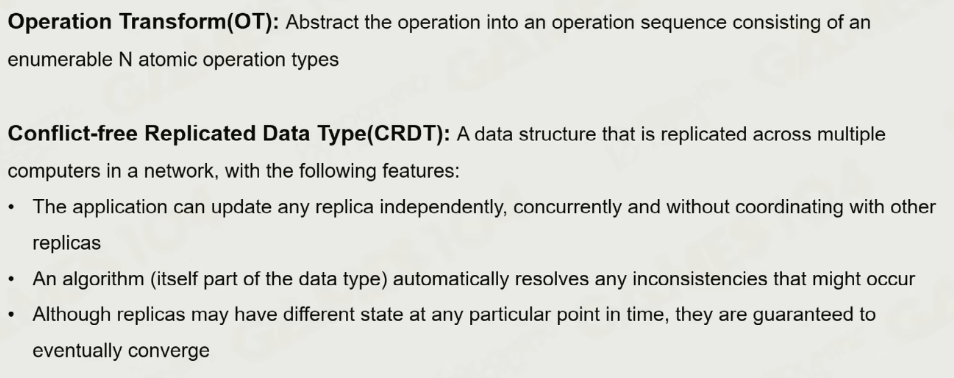 Operation Transform(OT): Abstract the operation into an operation sequence consisting of an
enumerable N atomic operation types
Conflict-free Replicated Data Type(CRDT): A data structure that is replicated across multiple
computers in a network, with the following features:
• The application can update any replica independently, concurrently and without coordinating with other
replicas
• An algorithm (itself part of the data type) automatically resolves any inconsistencies that might occur
• Although replicas may have different state at any particular point in time, they are guaranteed to
eventually converge